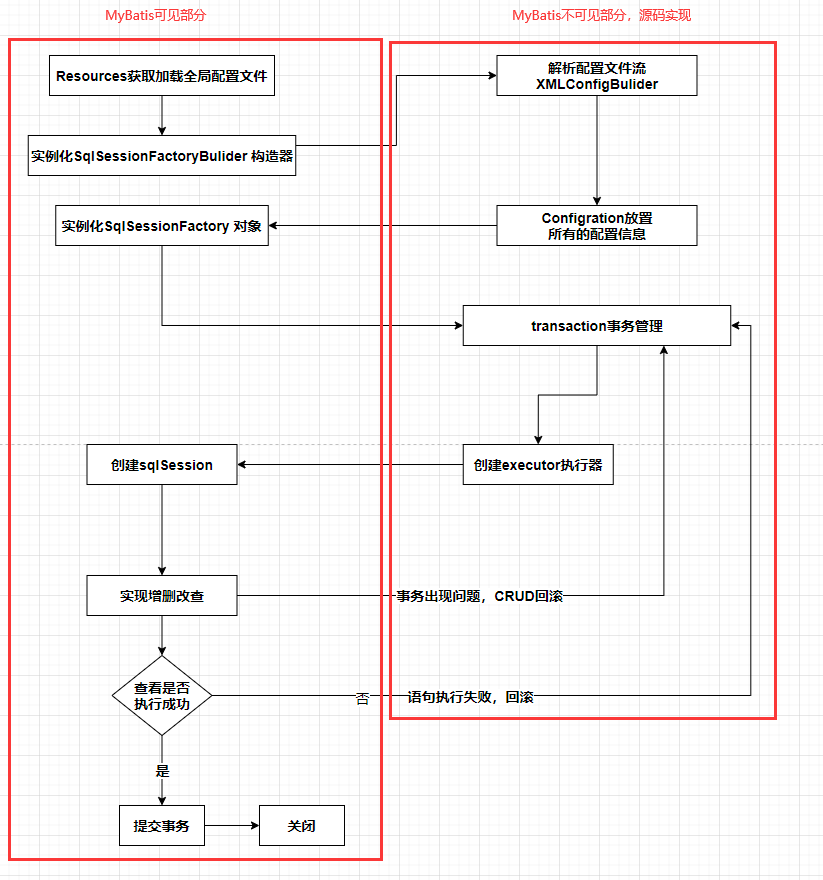 MyBatis可见部分
MyBatis不可见部分，源码实现
Resources获取加载全局配置文件
解析配置文件流
XMLConfigBulider
实例化SqlSessionFactoryBulider 构造器
实例化SqlSessionFactory 对象
Configration放置
所有的配置信息
transaction事务管理
创建sqlSession
创建executor执行器
实现增删改查
事务出现问题，CRUD回滚
查看是否
执行成功
否
语句执行失败，回滚
是
提交事务
关闭